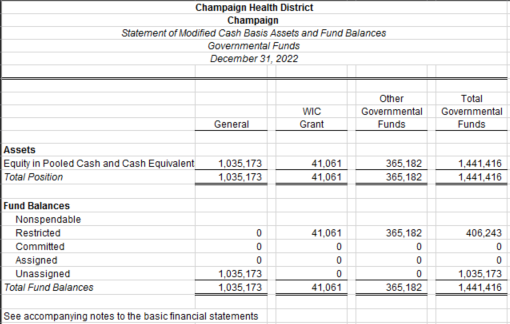 Champaign Health District
Champaign
Statement of Modified Cash Basis Assets and Fund Balances
Governmental Funds
December 31, 2022
Other Total
WIC Governmental Governmental
General Grant Funds Funds
Assets
Equity in Pooled Cash and Cash Equivalent 1,035,173 41,061 365,182 1,441,416
Total Position 1,035,173 41,061 365,182 1,441,416
Fund Balances
Nonspendable
Restricted 0 41,061 365,182 406,243
Committed 0 0 0 0
Assigned 0 0 0 0
Unassigned 1,035,173 0 0 1,035,173
Total Fund Balances 1,035,173 41,061 365,182 1,441,416
See accompanying notes to the basic financial statements